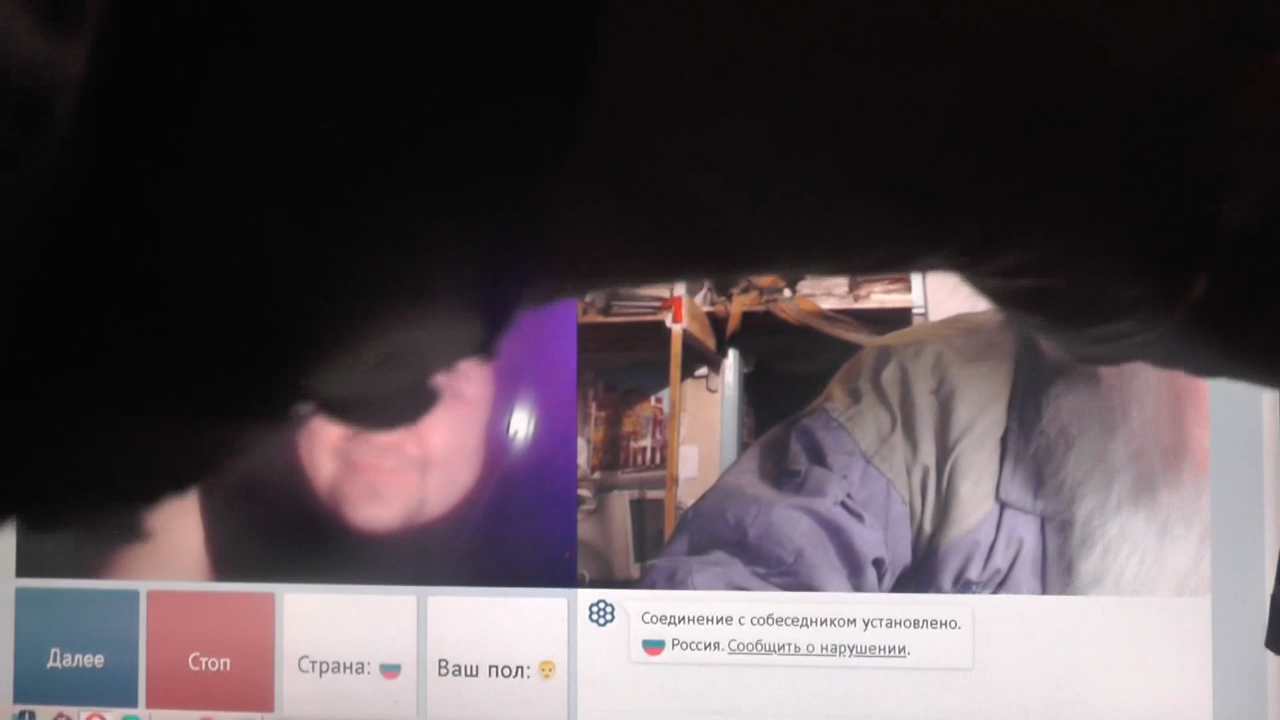 Далее
Стоп
Страна:
Ваш пол:
Соединение с собеседником установлено.
Россия. Сообщить о нарушении.